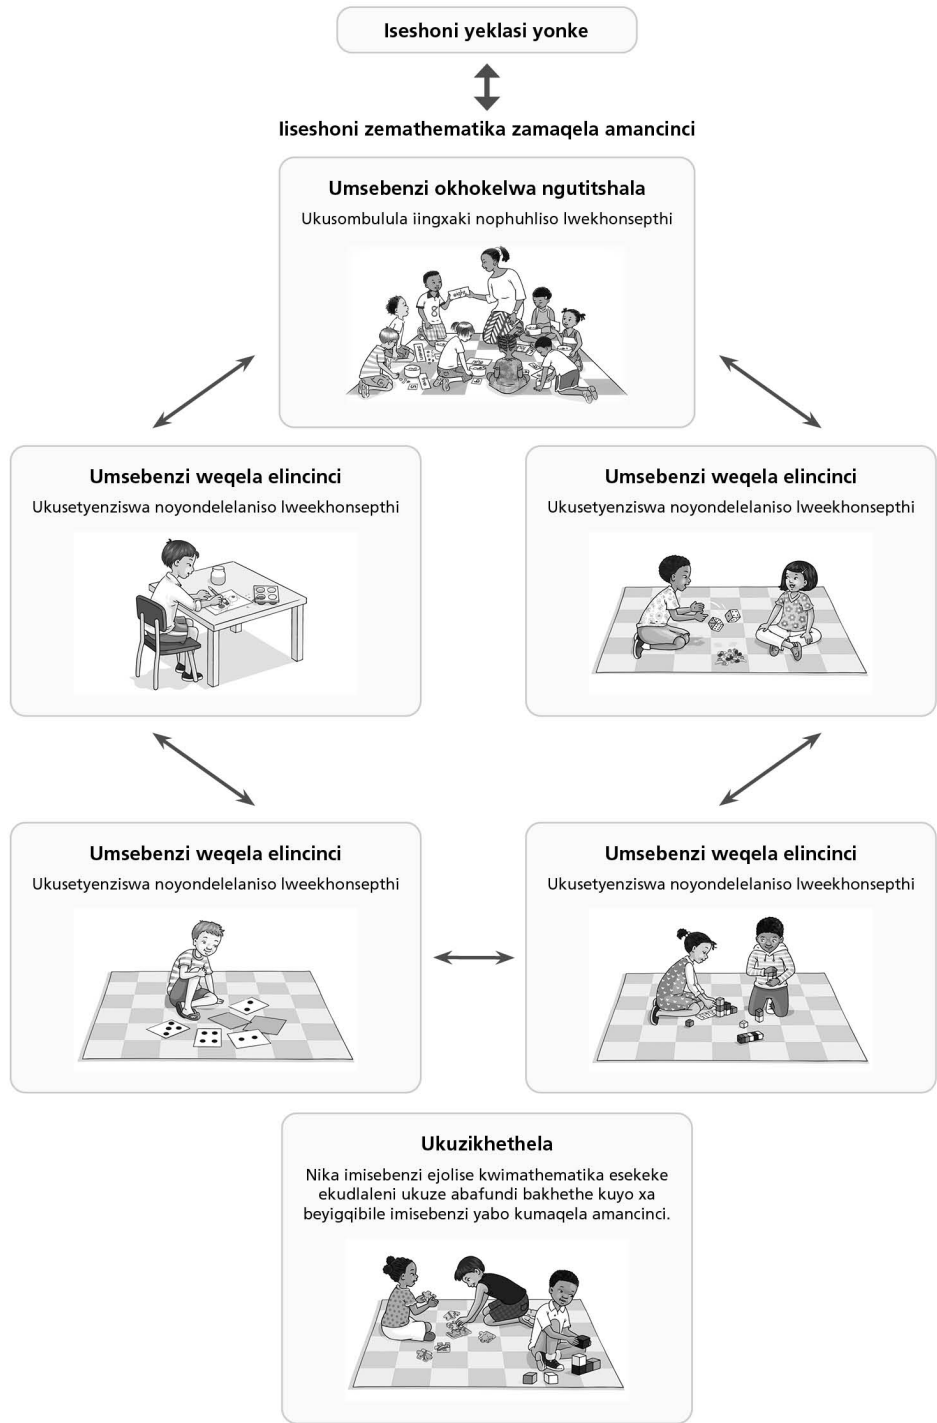 Iseshoni yeklasi yonke
Iiseshoni zemathematika zamaqela amancinci
Umsebenzi okhokelwa ngutitshala
Ukusombulula iingxaki nophuhliso lwekhonsepthi
Umsebenzi weqela elincinci
Ukusetyenziswa noyondelelaniso lweekhonsepthi
Umsebenzi weqela elincinci
Ukusetyenziswa noyondelelaniso lweekhonsepthi
Umsebenzi weqela elincinci
Ukusetyenziswa noyondelelaniso lweekhonsepthi
Umsebenzi weqela elincinci
Ukusetyenziswa noyondelelaniso lweekhonsepthi
Ukuzikhethela
Nika imisebenzi ejolise kwimathematika esekeke
ekudlaleni ukuze abafundi bakhethe kuyo xa
beyigqibile imisebenzi yabo kumaqela amancinci.